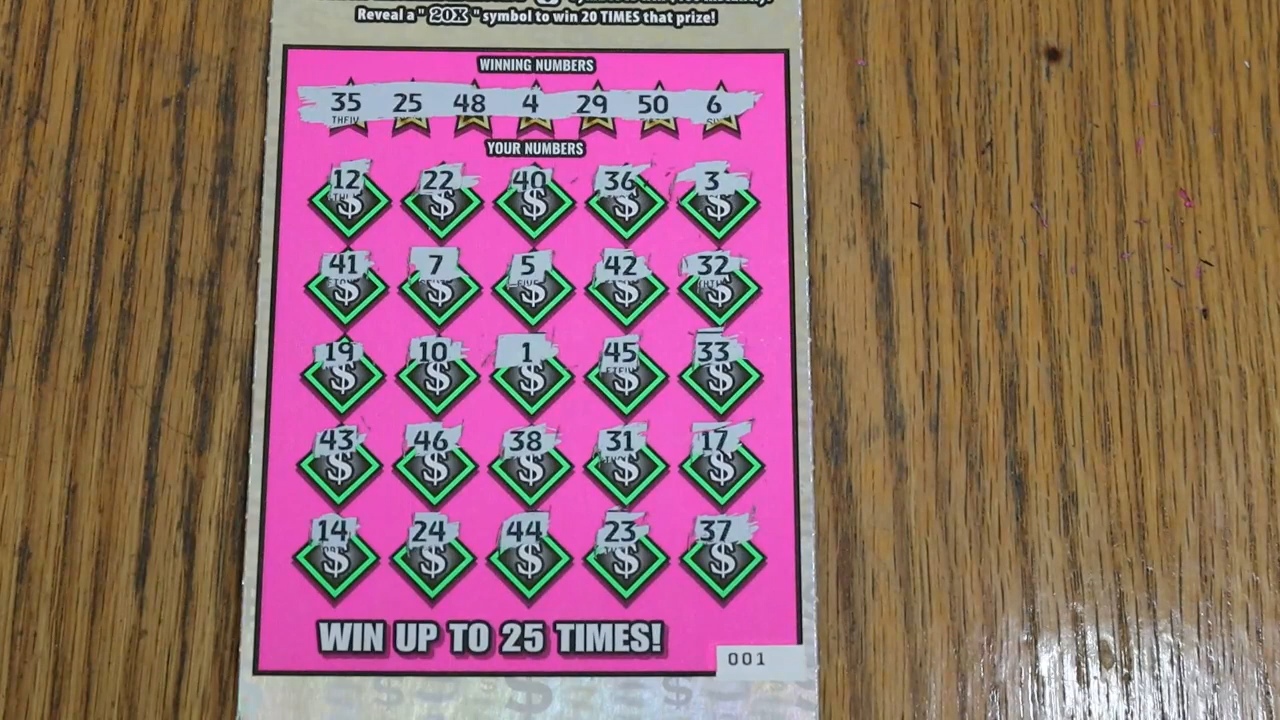 Reveal a " 20X " symbol to win 20 TIMES that prize!
WINNING NUMBERS
35 25 48 4 29 50 6
YOUR NUMBERS
12 22 40 36 3
$ $ $ $ $
41 7 5 42 32
$ $ $ $ $
19 10 1 45 33
$ $ $ $ $
43 46 38 31 17
$ $ $ $ $
14 24 44 23 37
$ $ $ $ $
WIN UP TO 25 TIMES!
001